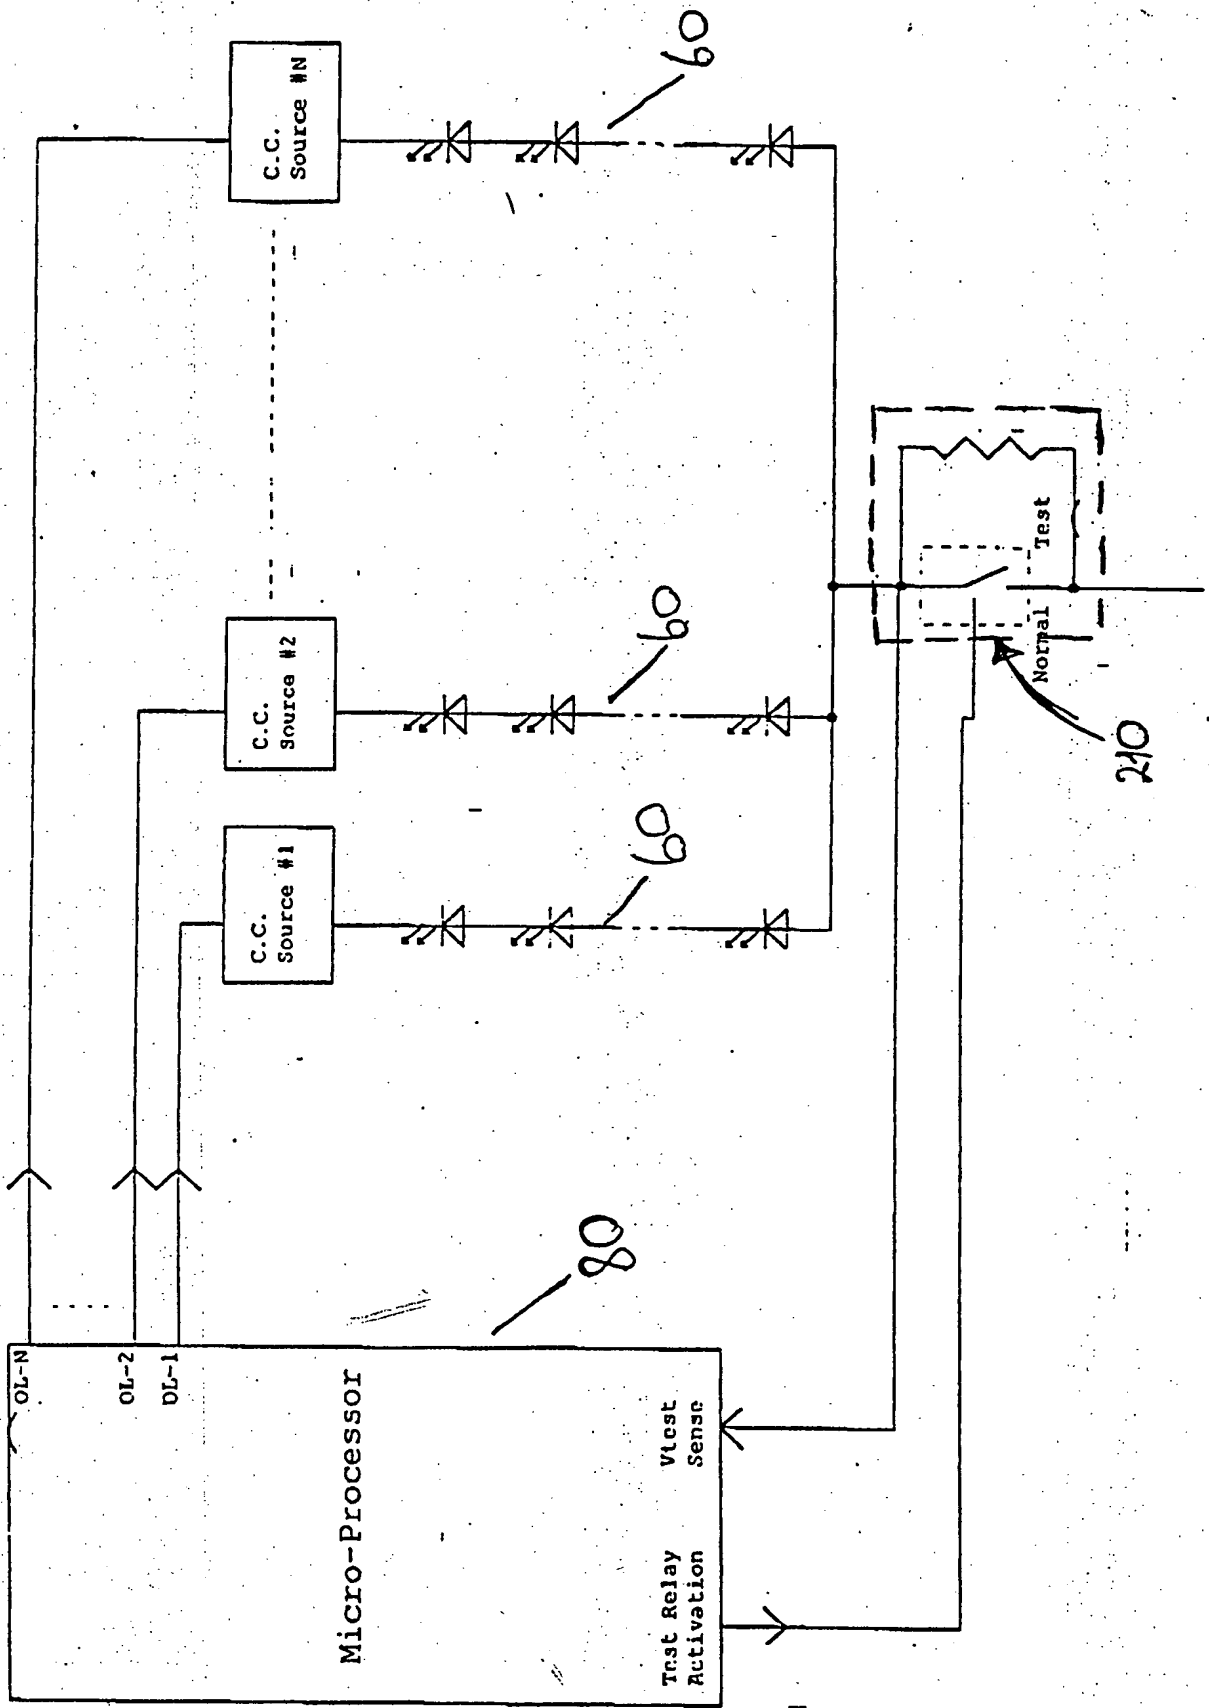 OL-N
OL-2
OL-1
Micro-Processor
Test Relay
Activation
Vtest
Sense
80
C.C.
Source #1
C.C.
Source #2
C.C.
Source #N
60
60
60
Normal
Test
210